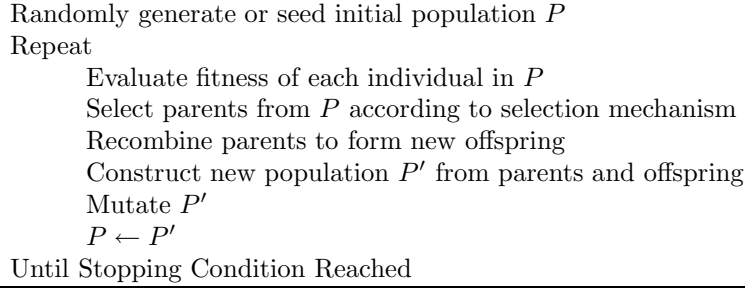 Randomly generate or seed initial population P
Repeat
Evaluate fitness of each individual in P
Select parents from P according to selection mechanism
Recombine parents to form new offspring
Construct new population P′ from parents and offspring
Mutate P′
P ← P′
Until Stopping Condition Reached